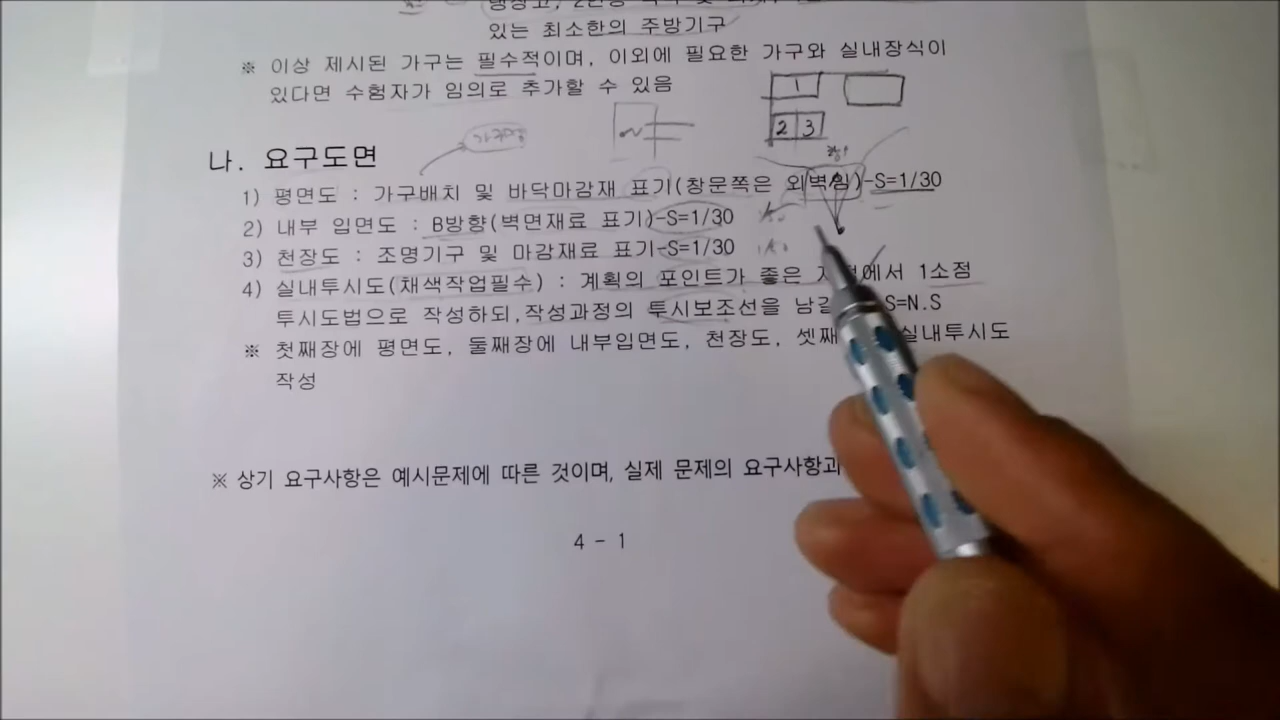 있는 최소한의 주방기구
※ 이상 제시된 가구는 필수적이며, 이외에 필요한 가구와 실내장식이
있다면 수험자가 임의로 추가할 수 있음
1
2 3
나. 요구도면
1) 평면도 : 가구배치 및 바닥마감재 표기(창문쪽은 외벽임)-S=1/30
2) 내부 입면도 : B방향(벽면재료 표기)-S=1/30
3) 천장도 : 조명기구 및 마감재료 표기-S=1/30
4) 실내투시도(채색작업필수) : 계획의 포인트가 좋은 에서 1소점
투시도법으로 작성하되,작성과정의 투시보조선을 남길 S=N.S
※ 첫째장에 평면도, 둘째장에 내부입면도, 천장도, 셋째 실내투시도
작성
※ 상기 요구사항은 예시문제에 따른 것이며, 실제 문제의 요구사항과
4 - 1